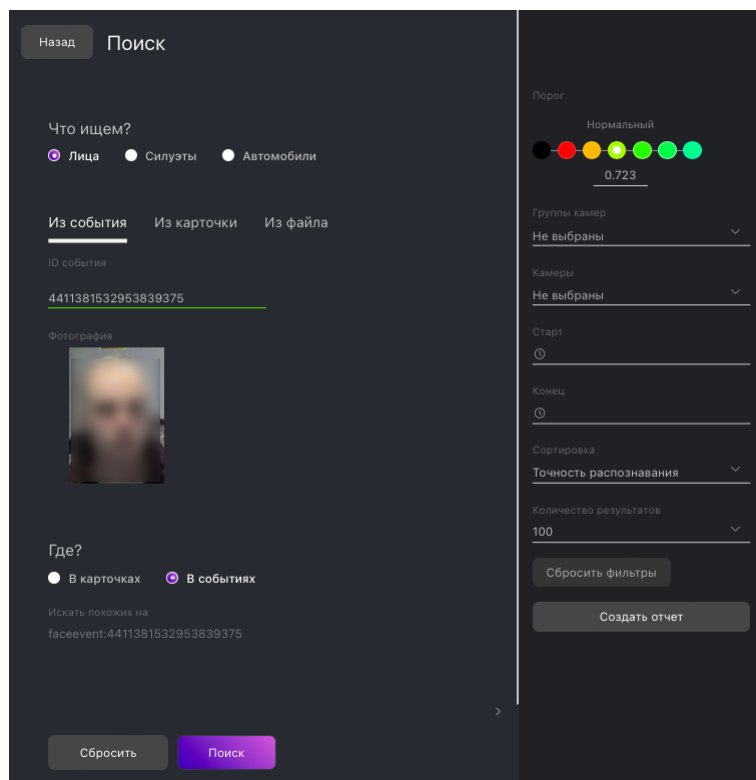 Назад
Поиск
Что ищем?
Лица
Силуэты
Автомобили
Из события
Из карточки
Из файла
ID события
4411381532953839375
Фотография
Где?
В карточках
В событиях
Искать похожих на
faceevent:4411381532953839375
Сбросить
Поиск
Порог
Нормальный
0.723
Группы камер
Не выбраны
Камеры
Не выбраны
Старт
Конец
Сортировка
Точность распознавания
Количество результатов
100
Сбросить фильтры
Создать отчет